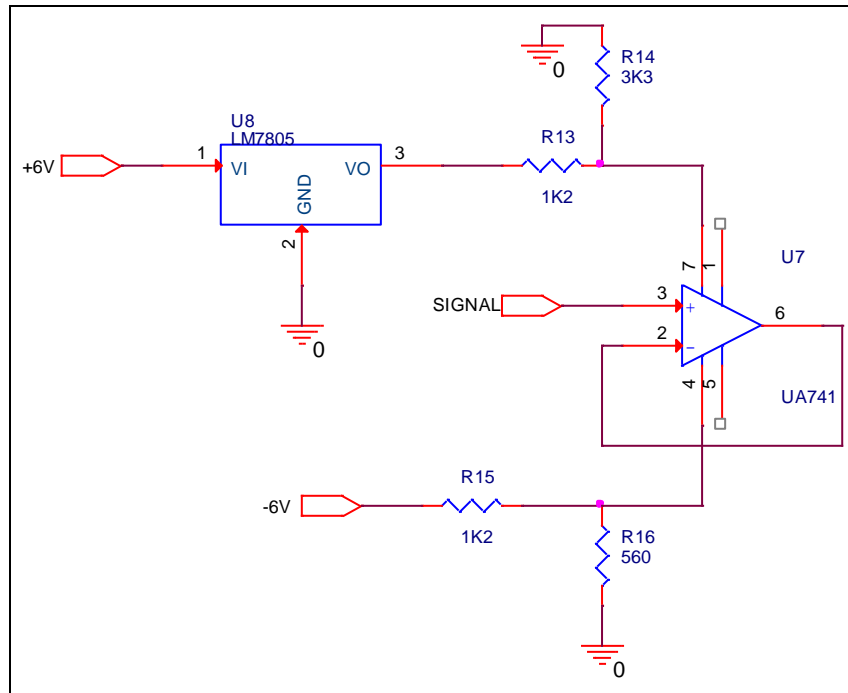 R14
3K3
0
U8
LM7805
R13
+6V
1
VI
VO
3
GND
2
1K2
0
U7
7
1
SIGNAL
3
+
6
2
-
4
5
UA741
R15
-6V
1K2
R16
560
0